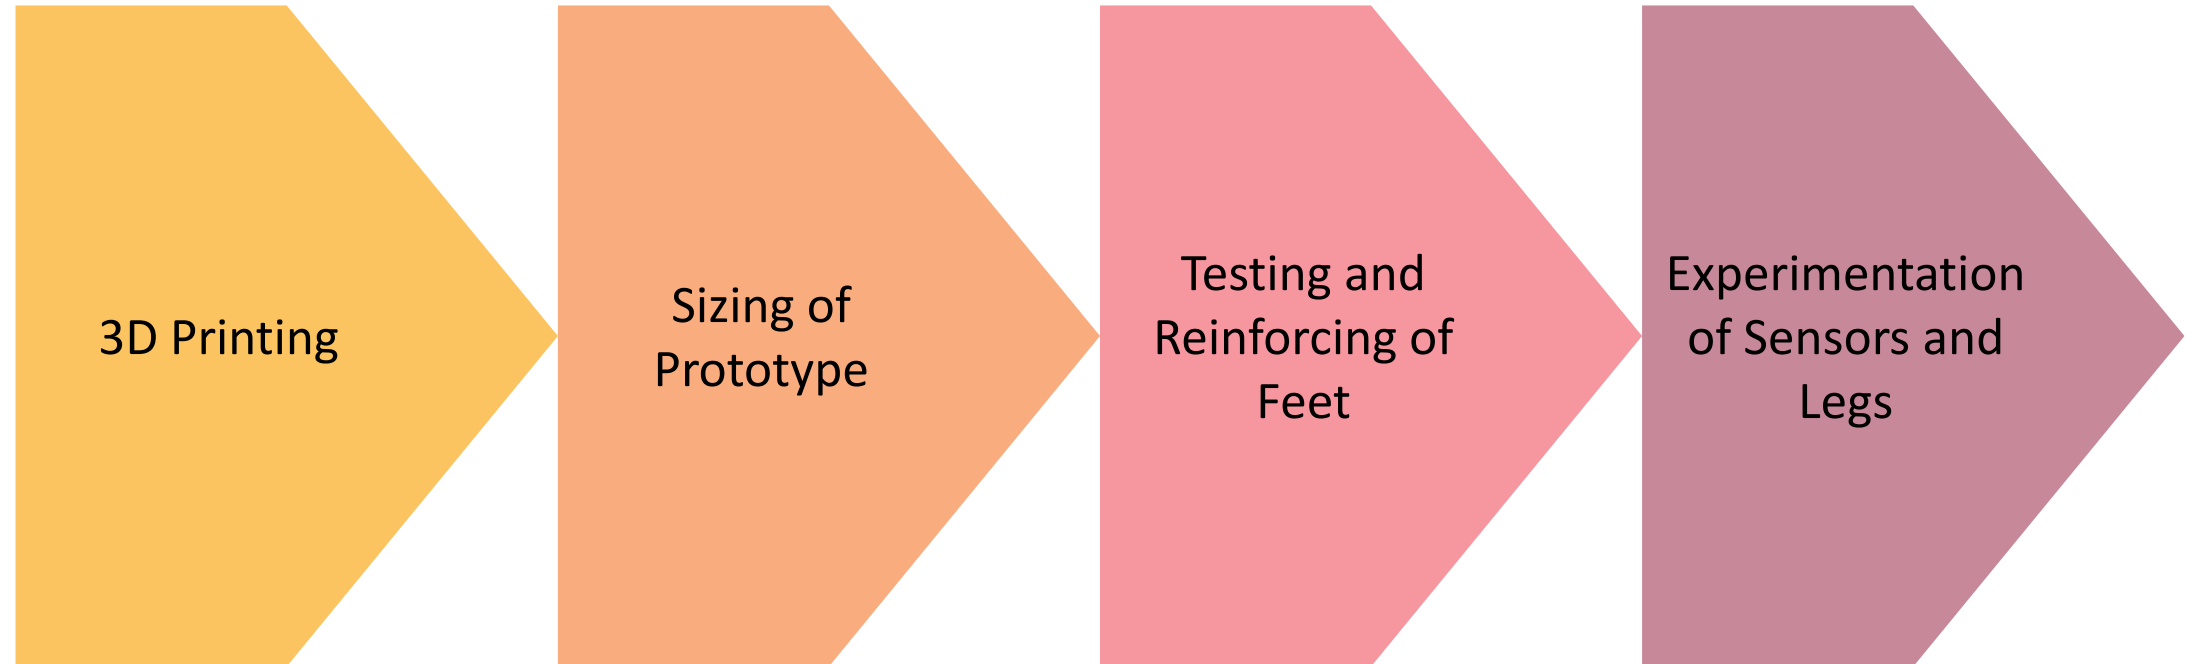 3D Printing
Sizing of
Prototype
Testing and
Reinforcing of
Feet
Experimentation
of Sensors and
Legs